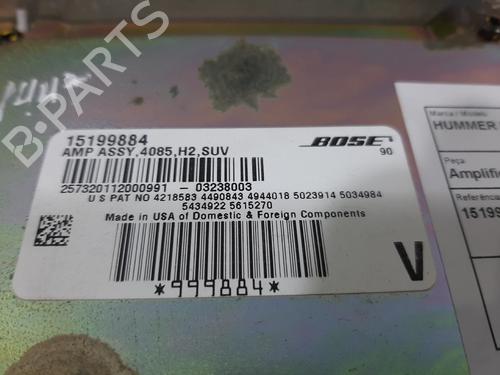 15199884
AMP ASSY,4085,H2,SUV
BOSE
90
257320112000991 - 03238003
U S PAT NO 4218583 4490843 4944018 5023914 5034984
5434922 5615270
Made in USA of Domestic & Foreign Components
*999884*
V
Marca / Modelo
HUMMER
Peça
Amplific
Referência
15199
B-PARTS